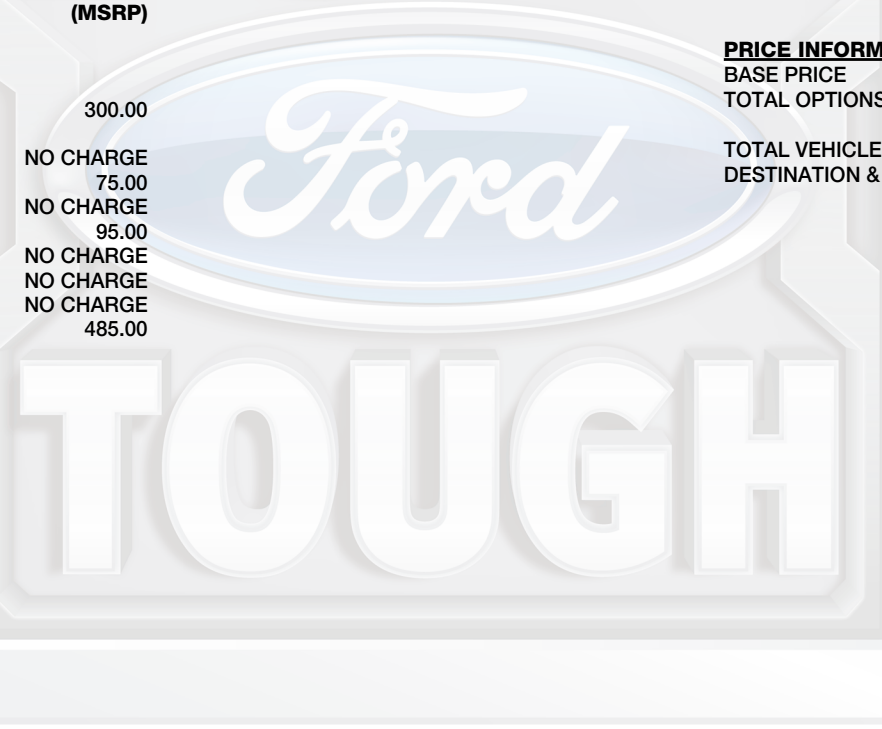 (MSRP)
300.00
NO CHARGE
75.00
NO CHARGE
95.00
NO CHARGE
NO CHARGE
NO CHARGE
485.00
PRICE INFORM
BASE PRICE
TOTAL OPTIONS
TOTAL VEHICLE
DESTINATION &
Ford
TOUGH